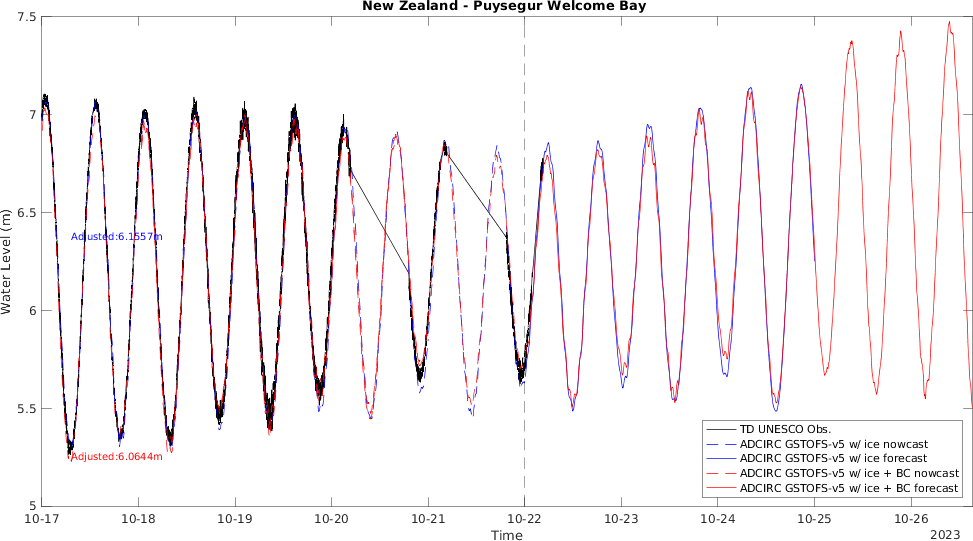 New Zealand - Puysegur Welcome Bay
7.5
7
6.5
6
5.5
5
Water Level (m)
Adjusted:6.1557m
Adjusted:6.0644m
TD UNESCO Obs.
ADCIRC GSTOFS-v5 w/ ice nowcast
ADCIRC GSTOFS-v5 w/ ice forecast
ADCIRC GSTOFS-v5 w/ ice + BC nowcast
ADCIRC GSTOFS-v5 w/ ice + BC forecast
10-17 10-18 10-19 10-20 10-21 10-22 10-23 10-24 10-25 10-26
Time
2023